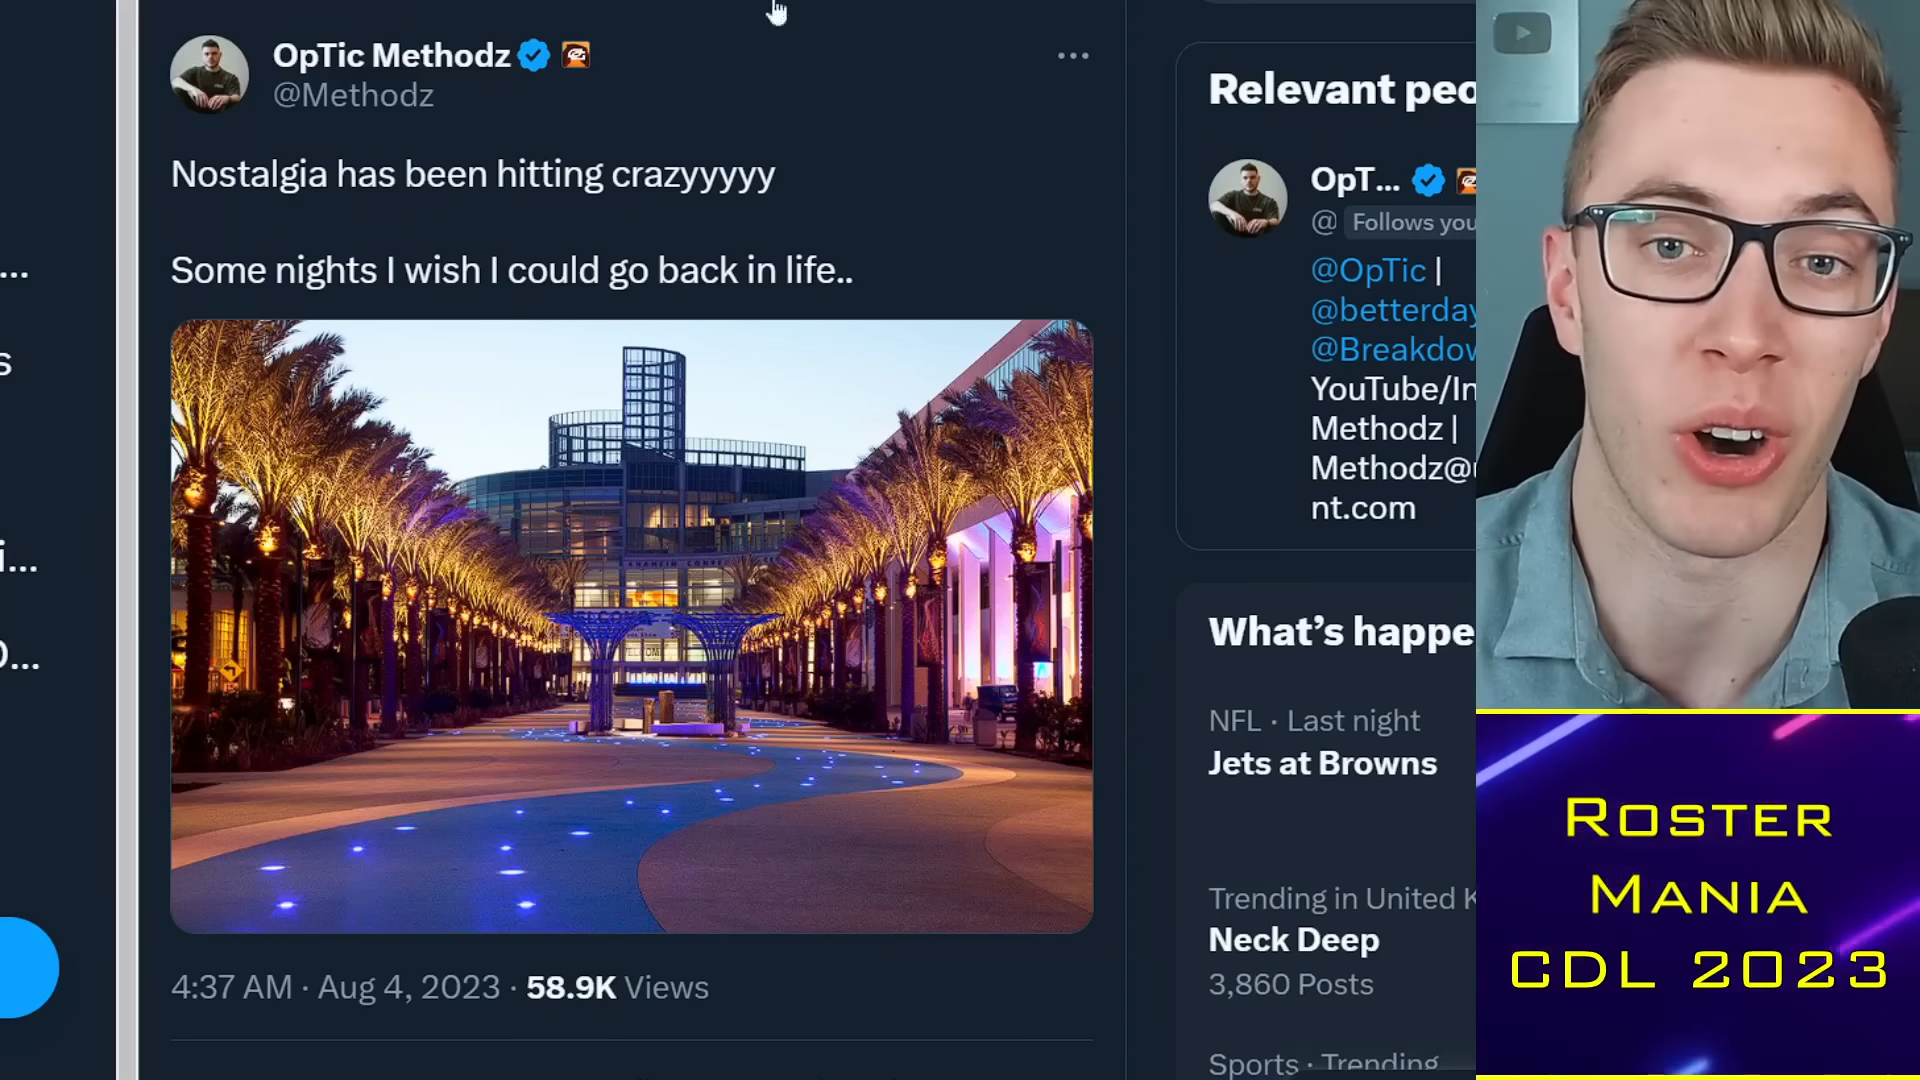 OpTic Methodz
@Methodz
Nostalgia has been hitting crazyyyyy
Some nights I wish I could go back in life..
4:37 AM · Aug 4, 2023 · 58.9K Views
Relevant peo
OpT...
@ Follows you
@OpTic |
@betterday
@Breakdow
YouTube/In
Methodz |
Methodz@
nt.com
What's happe
NFL · Last night
Jets at Browns
Trending in United K
Neck Deep
3,860 Posts
Sports · Trending
ROSTER
MANIA
CDL 2023